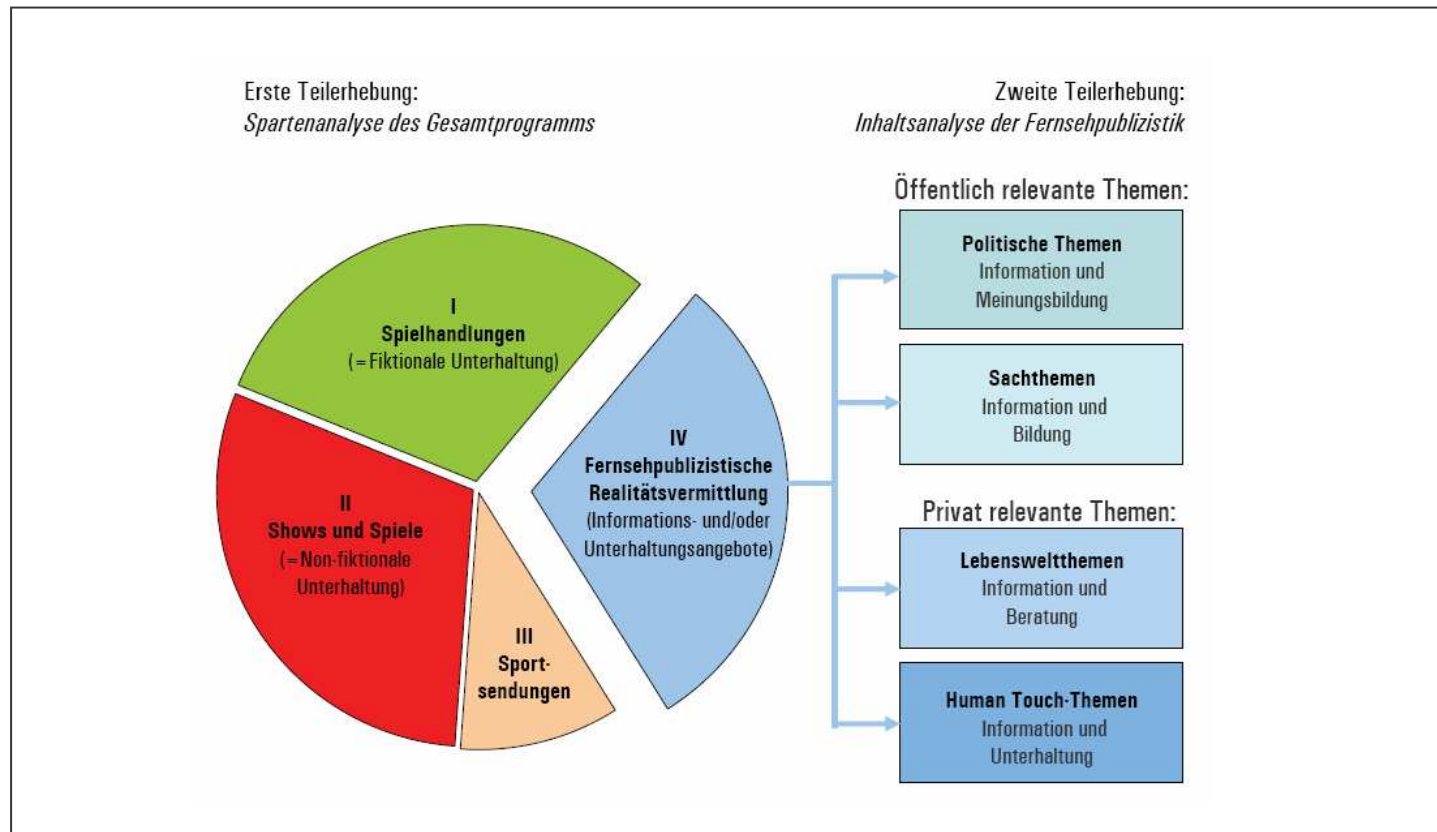 Erste Teilerhebung:
Spartenanalyse des Gesamtprogramms
Zweite Teilerhebung:
Inhaltsanalyse der Fernsehpublizistik
I
Spielhandlungen
(=Fiktionale Unterhaltung)
II
Shows und Spiele
(=Non-fiktionale
Unterhaltung)
III
Sport-
sendungen
IV
Fernsehpublizistische
Realitätsvermittlung
(Informations- und/oder
Unterhaltungsangebote)
Öffentlich relevante Themen:
Politische Themen
Information und
Meinungsbildung
Sachthemen
Information und
Bildung
Privat relevante Themen:
Lebensweltthemen
Information und
Beratung
Human Touch-Themen
Information und
Unterhaltung